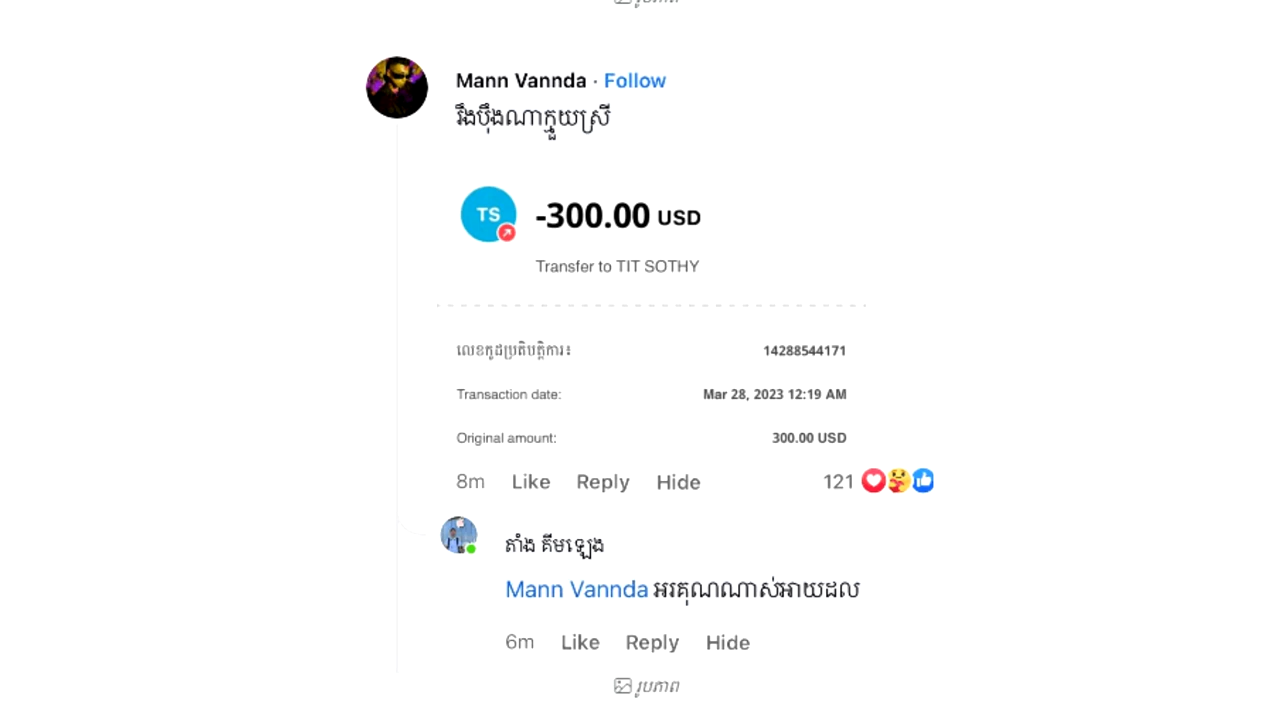 Mann Vannda · Follow
រឹងប៉ឹងណាក្មួយស្រី
TS
-300.00 USD
Transfer to TIT SOTHY
លេខកូដប្រតិបត្តិការ៖ 14288544171
Transaction date: Mar 28, 2023 12:19 AM
Original amount: 300.00 USD
8m Like Reply Hide 121
តាំង គីមឡេង
Mann Vannda អរគុណណាស់អាយដល
6m Like Reply Hide
រូបភាព